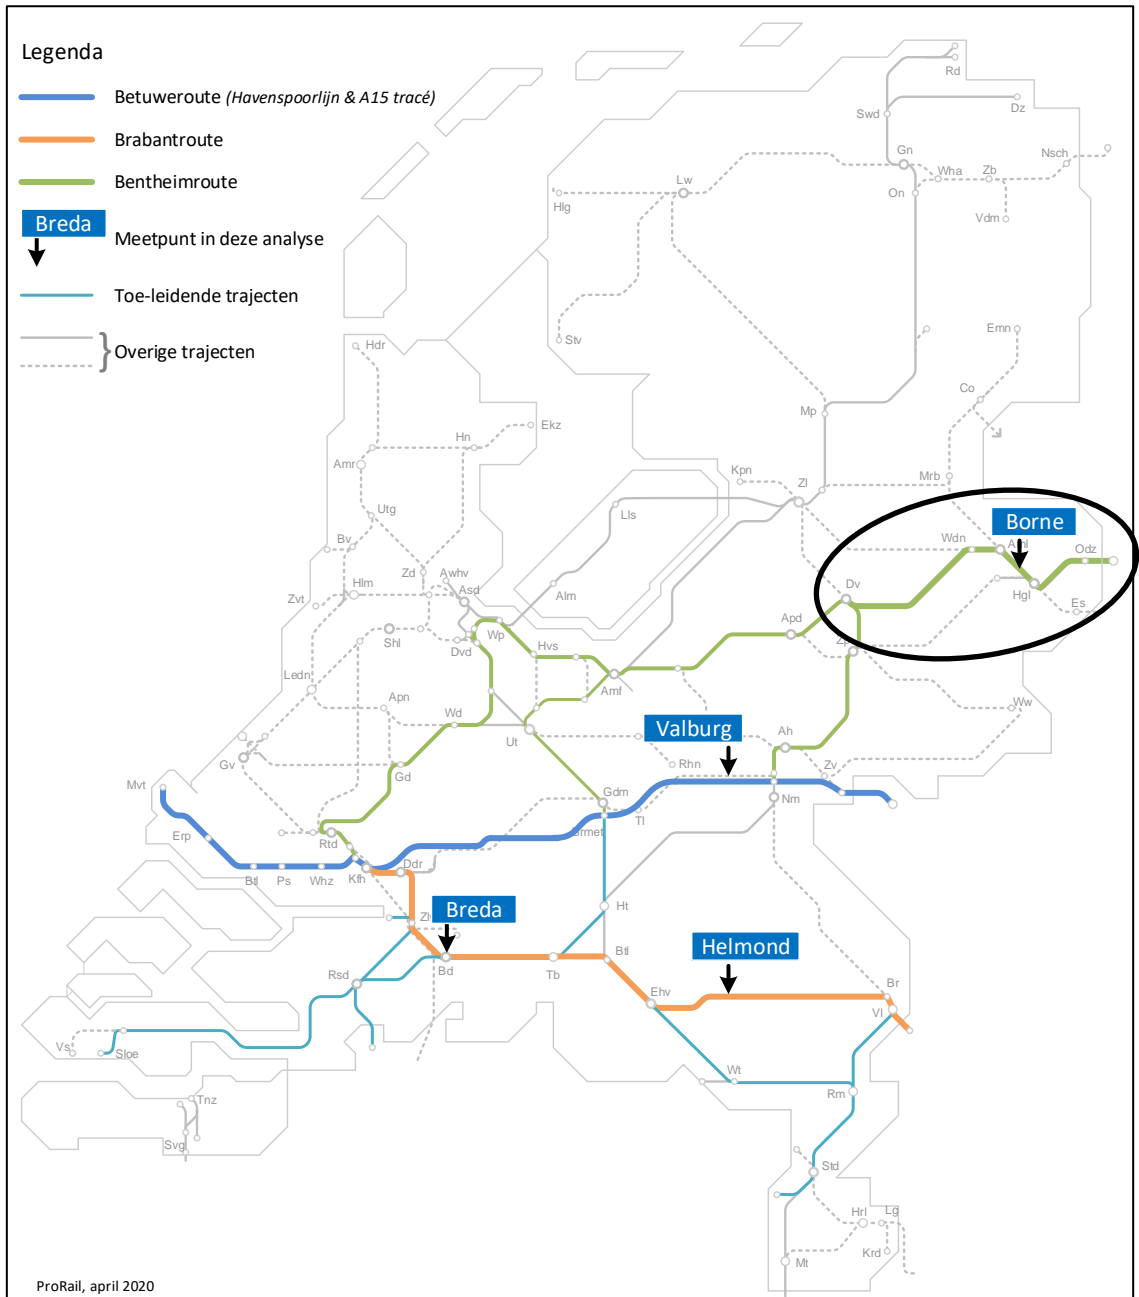 Legenda
Betuweroute (Havenspoorlijn & A15 tracé)
Brabantroute
Bentheimroute
Breda
Meetpunt in deze analyse
Toe-leidende trajecten
} Overige trajecten
Rd
Dz
Swd
Gn
Wha
Zb
Nsch
On
Vdm
Lw
Hlg
Stv
Hdr
Emn
Co
Mp
Ekz
Hn
Amr
Kpn
Zl
Mrb
Lls
Utg
Borne
Bv
Wdn
Odz
Zd
Awhv
Hlm
Asd
Alm
Dv
Hgl
Zvt
Es
Wp
Apd
Shl
Dvd
Hvs
Ledn
Amf
Apn
Wd
Ww
Ut
Valburg
Ah
Gv
Rhn
Zv
Gd
Mvt
Gdm
Nm
Tl
Erp
Rtd
Btl
Ps
Whz
Kfh
Ddr
Breda
Ht
Bd
Tb
Btl
Helmond
Rsd
Ehv
Br
Vl
Vs
Sloe
Wt
Rm
Tnz
Svg
Std
Hrl
Lg
Krd
Mt
ProRail, april 2020